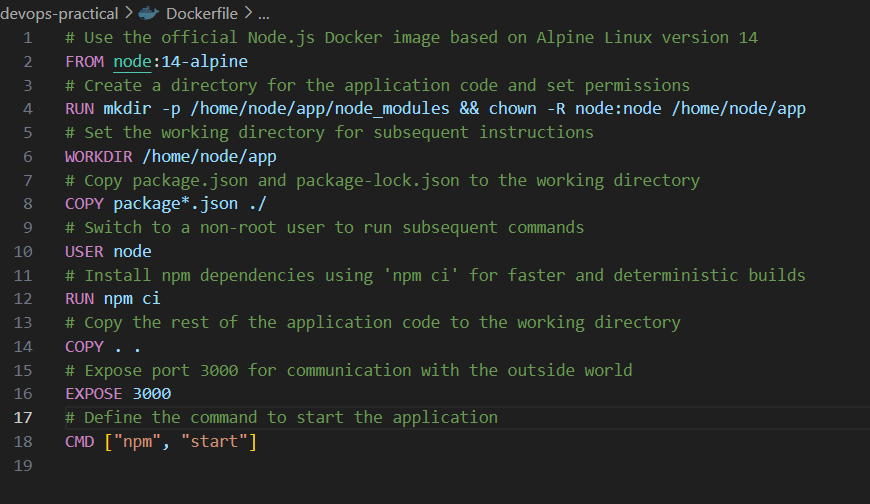 devops-practical > Dockerfile > ...
1 # Use the official Node.js Docker image based on Alpine Linux version 14
2 FROM node:14-alpine
3 # Create a directory for the application code and set permissions
4 RUN mkdir -p /home/node/app/node_modules && chown -R node:node /home/node/app
5 # Set the working directory for subsequent instructions
6 WORKDIR /home/node/app
7 # Copy package.json and package-lock.json to the working directory
8 COPY package*.json ./
9 # Switch to a non-root user to run subsequent commands
10 USER node
11 # Install npm dependencies using 'npm ci' for faster and deterministic builds
12 RUN npm ci
13 # Copy the rest of the application code to the working directory
14 COPY . .
15 # Expose port 3000 for communication with the outside world
16 EXPOSE 3000
17 # Define the command to start the application
18 CMD ["npm", "start"]
19